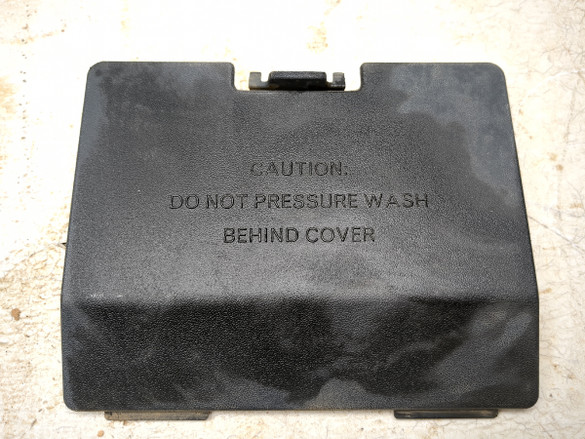 CAUTION:
DO NOT PRESSURE WASH
BEHIND COVER